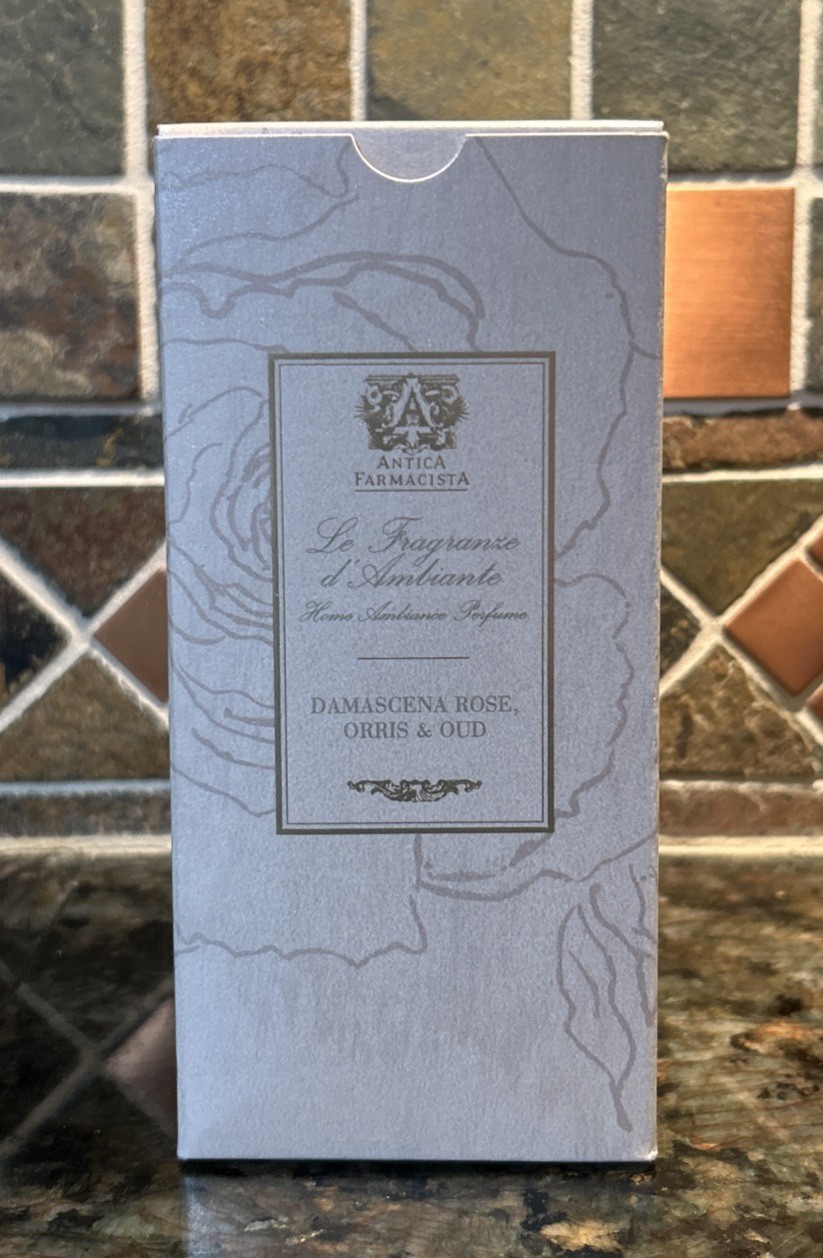 A
ANTICA
FARMACISTA
Le Fragranze
d'Ambiante
Home Ambiance Perfume
DAMASCENA ROSE,
ORRIS & OUD